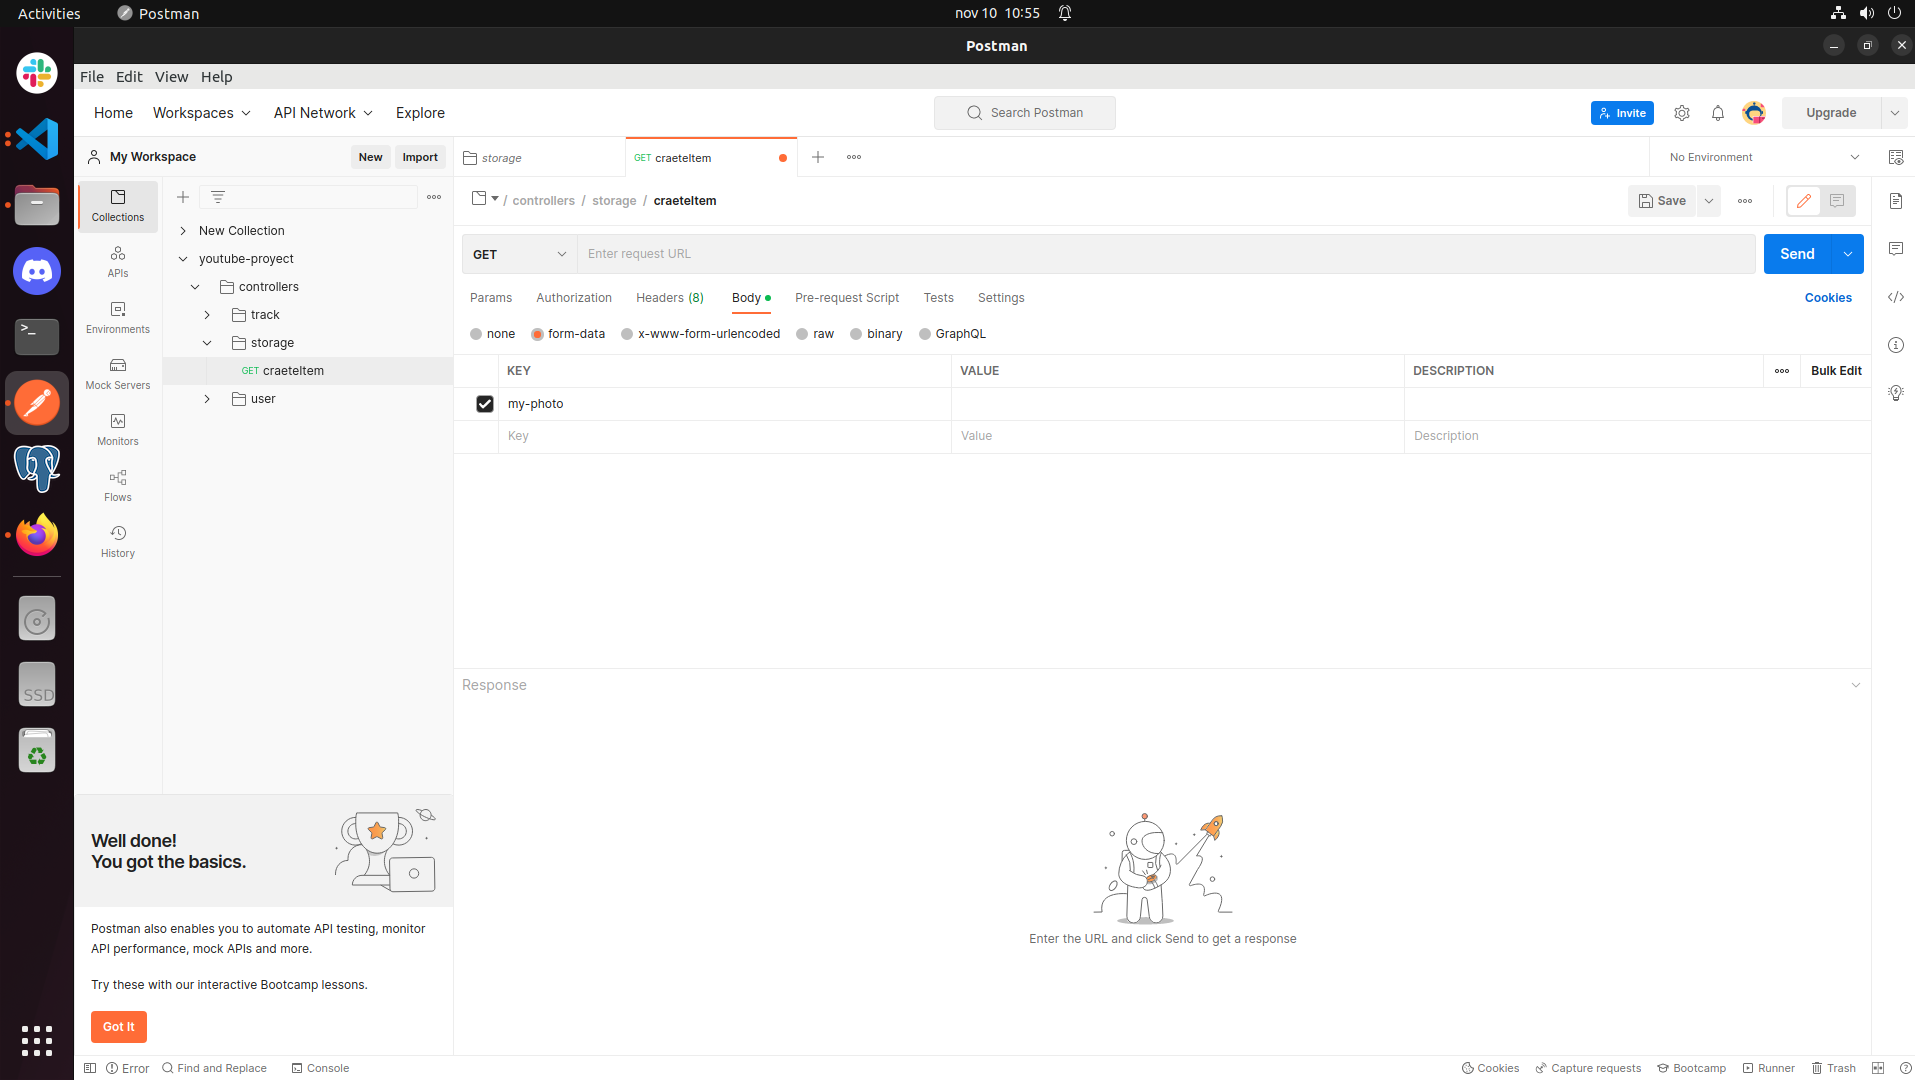 Activities Postman nov 10 10:55
Postman
File Edit View Help
Home Workspaces API Network Explore Search Postman Invite Upgrade
My Workspace New Import storage GET craeteItem No Environment
Collections
APIs
Environments
Mock Servers
Monitors
Flows
History
New Collection
youtube-proyect
controllers
track
storage
GET craeteItem
user
/ controllers / storage / craeteItem Save
GET Enter request URL Send
Params Authorization Headers (8) Body Pre-request Script Tests Settings Cookies
none form-data x-www-form-urlencoded raw binary GraphQL
KEY VALUE DESCRIPTION Bulk Edit
my-photo
Key Value Description
Response
Enter the URL and click Send to get a response
SSD
Well done!
You got the basics.
Postman also enables you to automate API testing, monitor
API performance, mock APIs and more.
Try these with our interactive Bootcamp lessons.
Got It
Error Find and Replace Console Cookies Capture requests Bootcamp Runner Trash